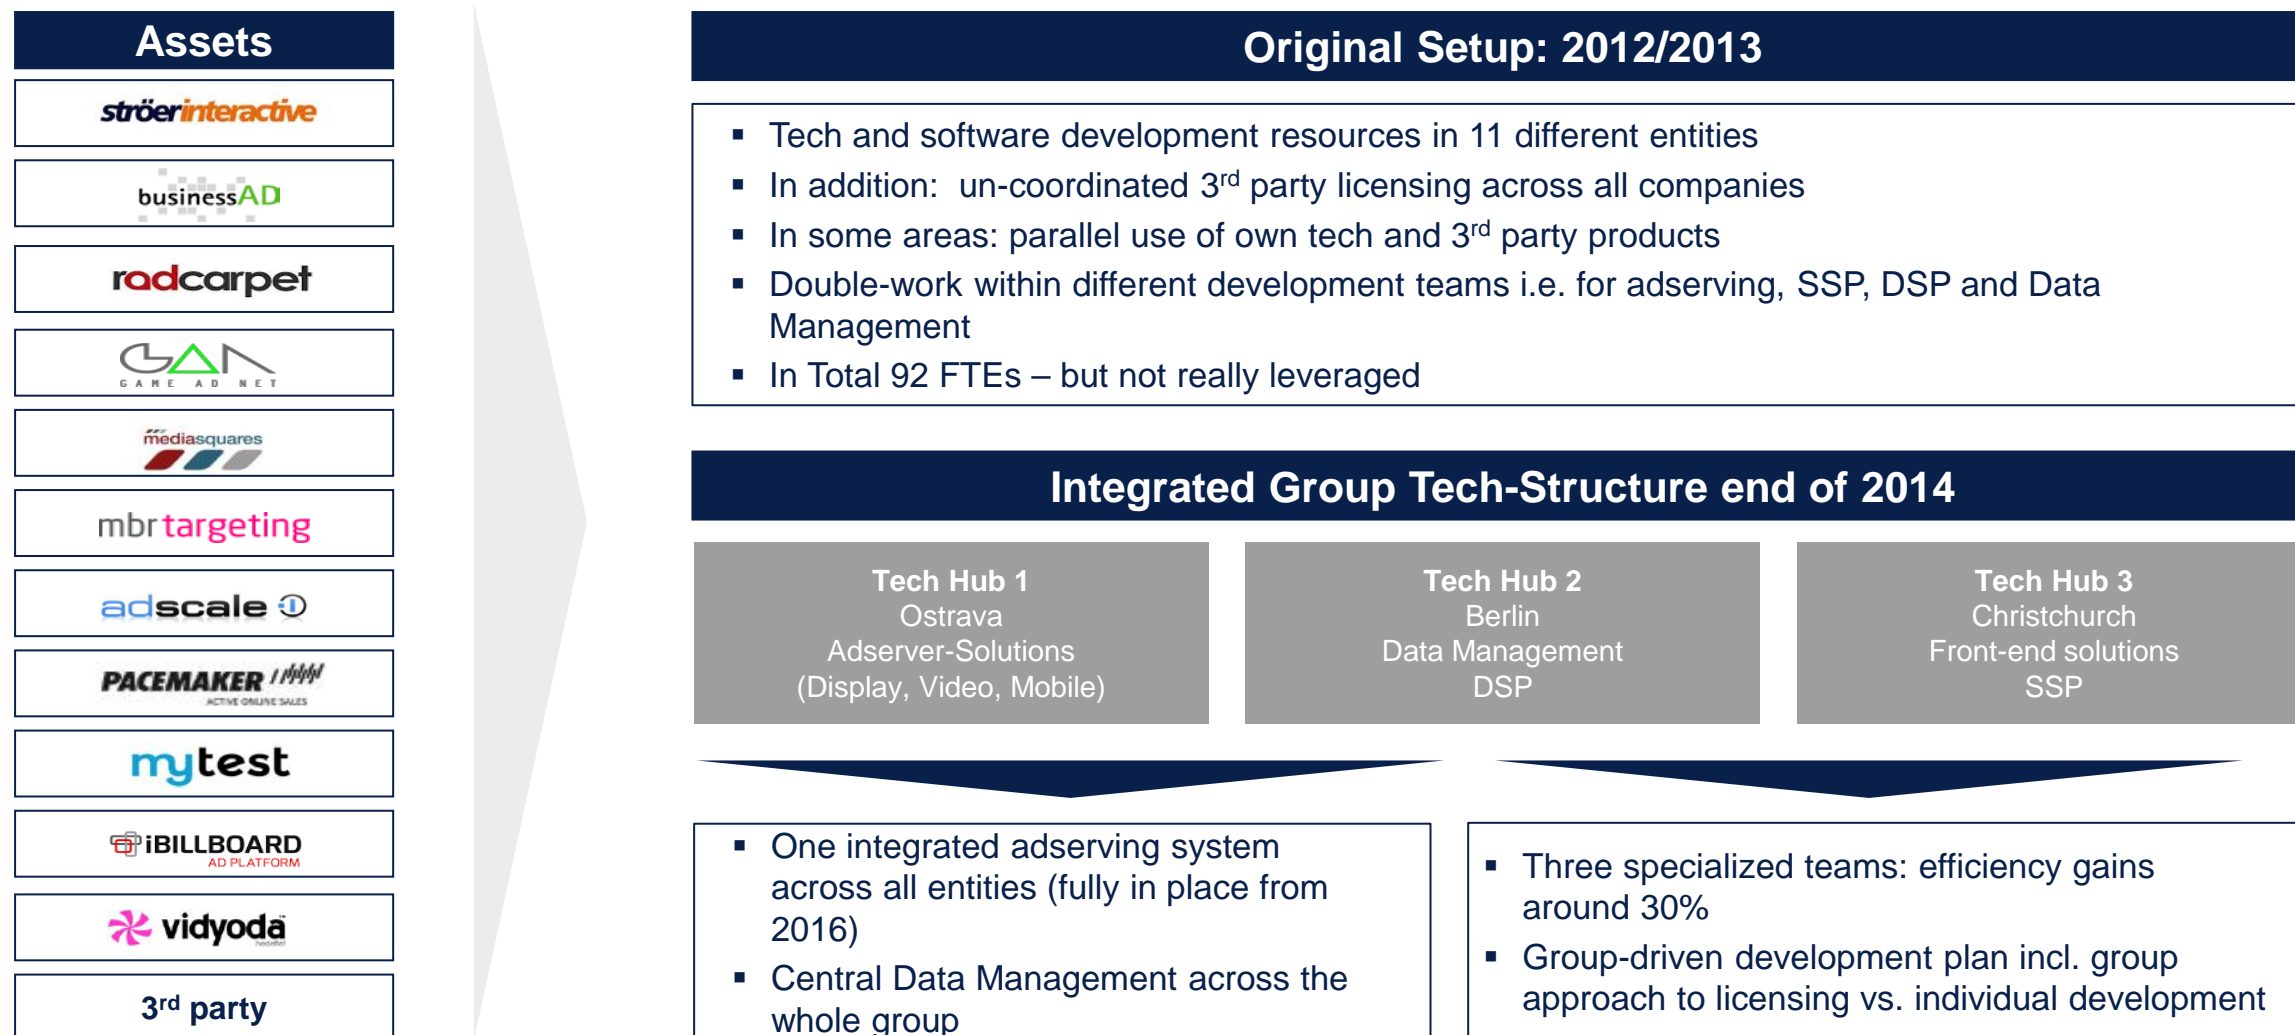 Assets
ströerinteractive
businessAD
radcarpet
GAN
GAME AD NET
mediasquares
mbr targeting
adscale
PACEMAKER
ACTIVE ONLINE SALES
mytest
iBILLBOARD
AD PLATFORM
vidyoda
3rd party
Original Setup: 2012/2013
▪ Tech and software development resources in 11 different entities
▪ In addition: un-coordinated 3rd party licensing across all companies
▪ In some areas: parallel use of own tech and 3rd party products
▪ Double-work within different development teams i.e. for adserving, SSP, DSP and Data
Management
▪ In Total 92 FTEs – but not really leveraged
Integrated Group Tech-Structure end of 2014
Tech Hub 1
Ostrava
Adserver-Solutions
(Display, Video, Mobile)
Tech Hub 2
Berlin
Data Management
DSP
Tech Hub 3
Christchurch
Front-end solutions
SSP
▪ One integrated adserving system
across all entities (fully in place from
2016)
▪ Central Data Management across the
whole group
▪ Three specialized teams: efficiency gains
around 30%
▪ Group-driven development plan incl. group
approach to licensing vs. individual development